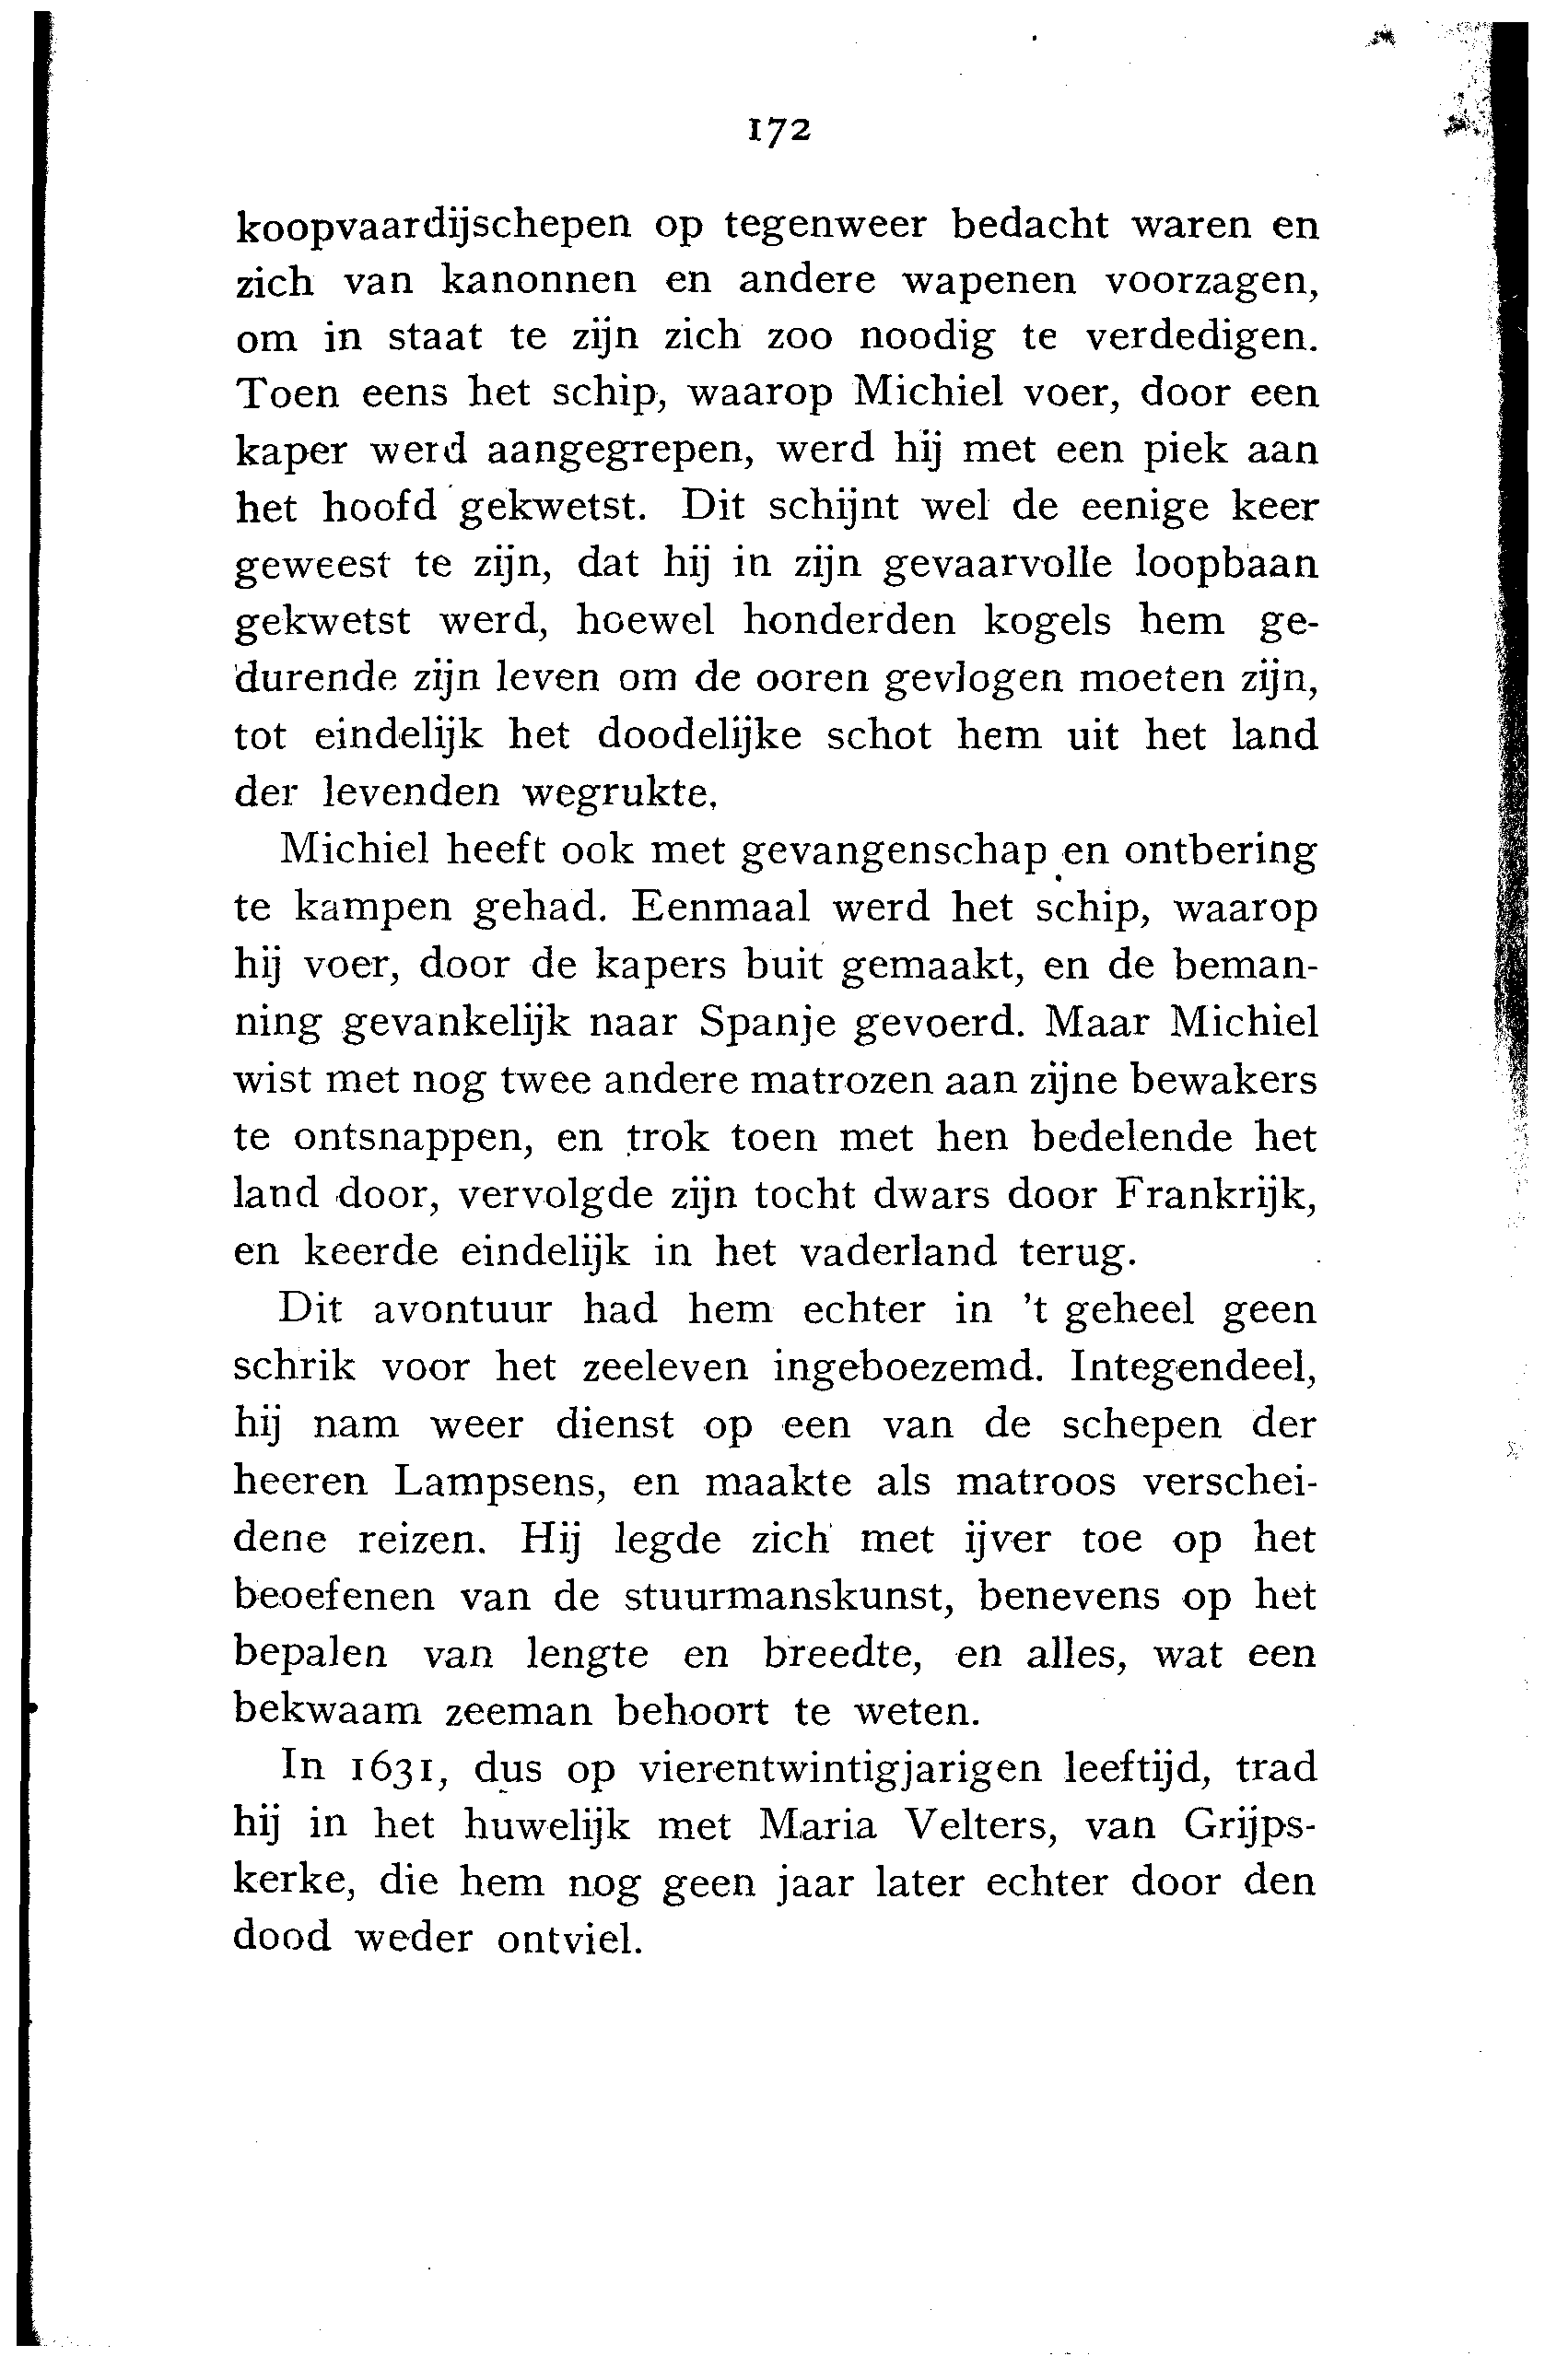 172
koopvaardijschepen op tegenweer bedacht waren en
zich van kanonnen en andere wapenen voorzagen,
om in staat te zijn zich zoo noodig te verdedigen.
Toen eens het schip, waarop Michiel voer, door een
kaper werd aangegrepen, werd hij met een piek aan
het hoofd gekwetst. Dit schijnt wel de eenige keer
geweest te zijn, dat hij in zijn gevaarvolle loopbaan
gekwetst werd, hoewel honderden kogels hem ge-
durende zijn leven om de ooren gevlogen moeten zijn,
tot eindelijk het doodelijke schot hem uit het land
der levenden wegrukte.
Michiel heeft ook met gevangenschap en ontbering
te kampen gehad. Eenmaal werd het schip, waarop
hij voer, door de kapers buit gemaakt, en de beman-
ning gevankelijk naar Spanje gevoerd. Maar Michiel
wist met nog twee andere matrozen aan zijne bewakers
te ontsnappen, en trok toen met hen bedelende het
land door, vervolgde zijn tocht dwars door Frankrijk,
en keerde eindelijk in het vaderland terug.
Dit avontuur had hem echter in 't geheel geen
schrik voor het zeeleven ingeboezemd. Integendeel,
hij nam weer dienst op een van de schepen der
heeren Lampsens, en maakte als matroos verschei-
dene reizen. Hij legde zich met ijver toe op het
beoefenen van de stuurmanskunst, benevens op het
bepalen van lengte en breedte, en alles, wat een
bekwaam zeeman behoort te weten.
In 1631, dus op vierentwintigjarigen leeftijd, trad
hij in het huwelijk met Maria Velters, van Grijps-
kerke, die hem nog geen jaar later echter door den
dood weder ontviel.